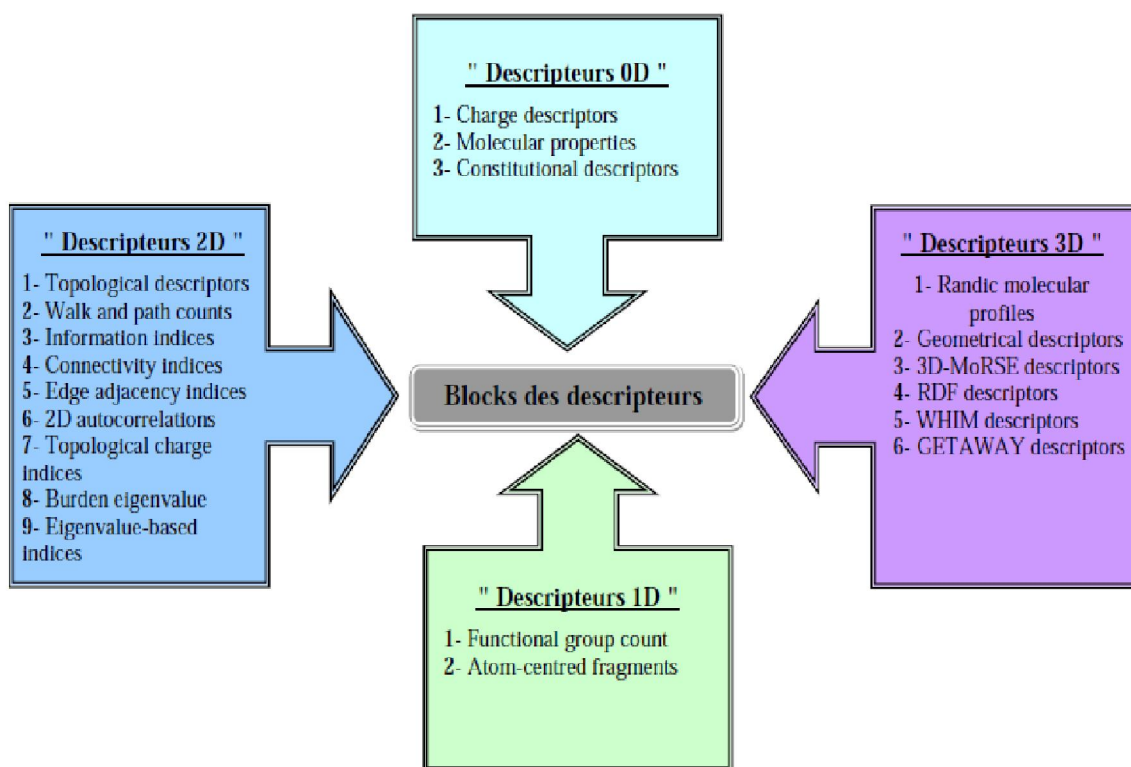 " Descripteurs 0D "
1- Charge descriptors
2- Molecular properties
3- Constitutional descriptors
" Descripteurs 2D "
1- Topological descriptors
2- Walk and path counts
3- Information indices
4- Connectivity indices
5- Edge adjacency indices
6- 2D autocorrelations
7- Topological charge
indices
8- Burden eigenvalue
9- Eigenvalue-based
indices
Blocks des descripteurs
" Descripteurs 3D "
1- Randic molecular
profiles
2- Geometrical descriptors
3- 3D-MoRSE descriptors
4- RDF descriptors
5- WHIM descriptors
6- GETAWAY descriptors
" Descripteurs 1D "
1- Functional group count
2- Atom-centred fragments